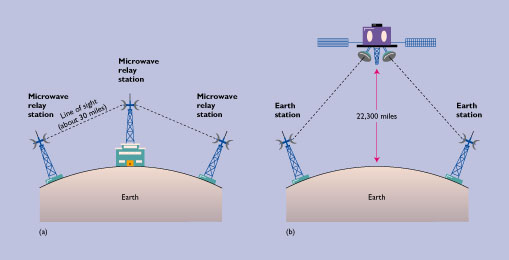 Microwave
relay
station
Microwave
relay
station
Line of sight
(about 30 miles)
Microwave
relay
station
Earth
(a)
Earth
station
22,300 miles
Earth
station
Earth
(b)